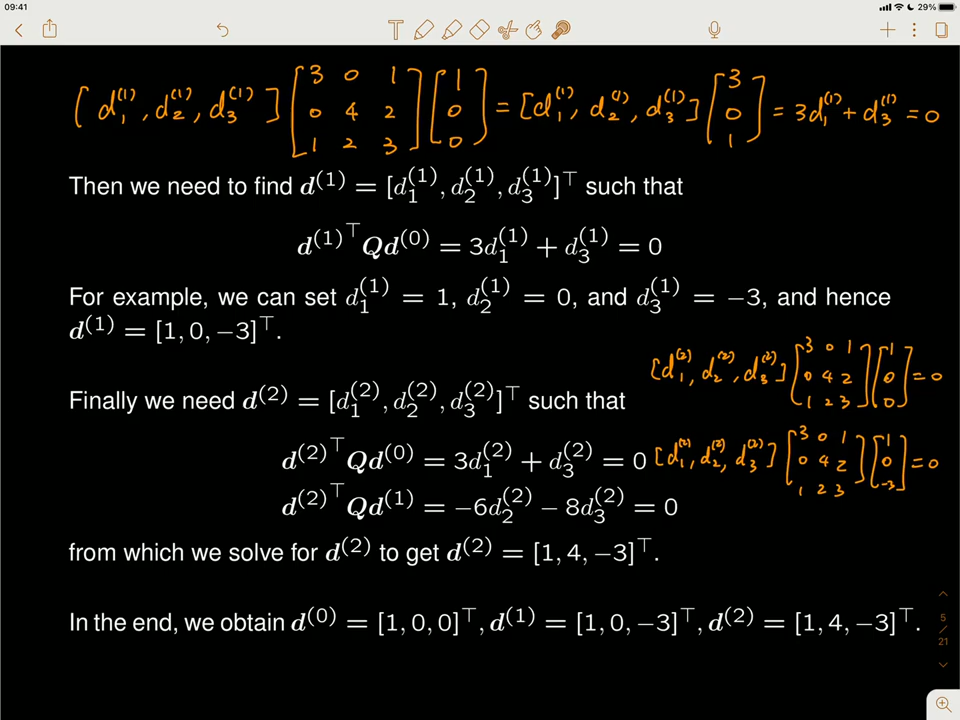 09:41
29%
[d₁⁽¹⁾, d₂⁽¹⁾, d₃⁽¹⁾] [3 0 1; 0 4 2; 1 2 3] [1; 0; 0] = [d₁⁽¹⁾, d₂⁽¹⁾, d₃⁽¹⁾] [3; 0; 1] = 3d₁⁽¹⁾ + d₃⁽¹⁾ = 0
Then we need to find d⁽¹⁾ = [d₁⁽¹⁾, d₂⁽¹⁾, d₃⁽¹⁾]⊤ such that
d⁽¹⁾⊤Qd⁽⁰⁾ = 3d₁⁽¹⁾ + d₃⁽¹⁾ = 0
For example, we can set d₁⁽¹⁾ = 1, d₂⁽¹⁾ = 0, and d₃⁽¹⁾ = −3, and hence
d⁽¹⁾ = [1, 0, −3]⊤.
[d₁⁽²⁾, d₂⁽²⁾, d₃⁽²⁾] [3 0 1; 0 4 2; 1 2 3] [1; 0; 0] = 0
Finally we need d⁽²⁾ = [d₁⁽²⁾, d₂⁽²⁾, d₃⁽²⁾]⊤ such that
d⁽²⁾⊤Qd⁽⁰⁾ = 3d₁⁽²⁾ + d₃⁽²⁾ = 0
[d₁⁽²⁾, d₂⁽²⁾, d₃⁽²⁾] [3 0 1; 0 4 2; 1 2 3] [1; 0; -3] = 0
d⁽²⁾⊤Qd⁽¹⁾ = −6d₂⁽²⁾ − 8d₃⁽²⁾ = 0
from which we solve for d⁽²⁾ to get d⁽²⁾ = [1, 4, −3]⊤.
In the end, we obtain d⁽⁰⁾ = [1, 0, 0]⊤, d⁽¹⁾ = [1, 0, −3]⊤, d⁽²⁾ = [1, 4, −3]⊤.
5
/
21